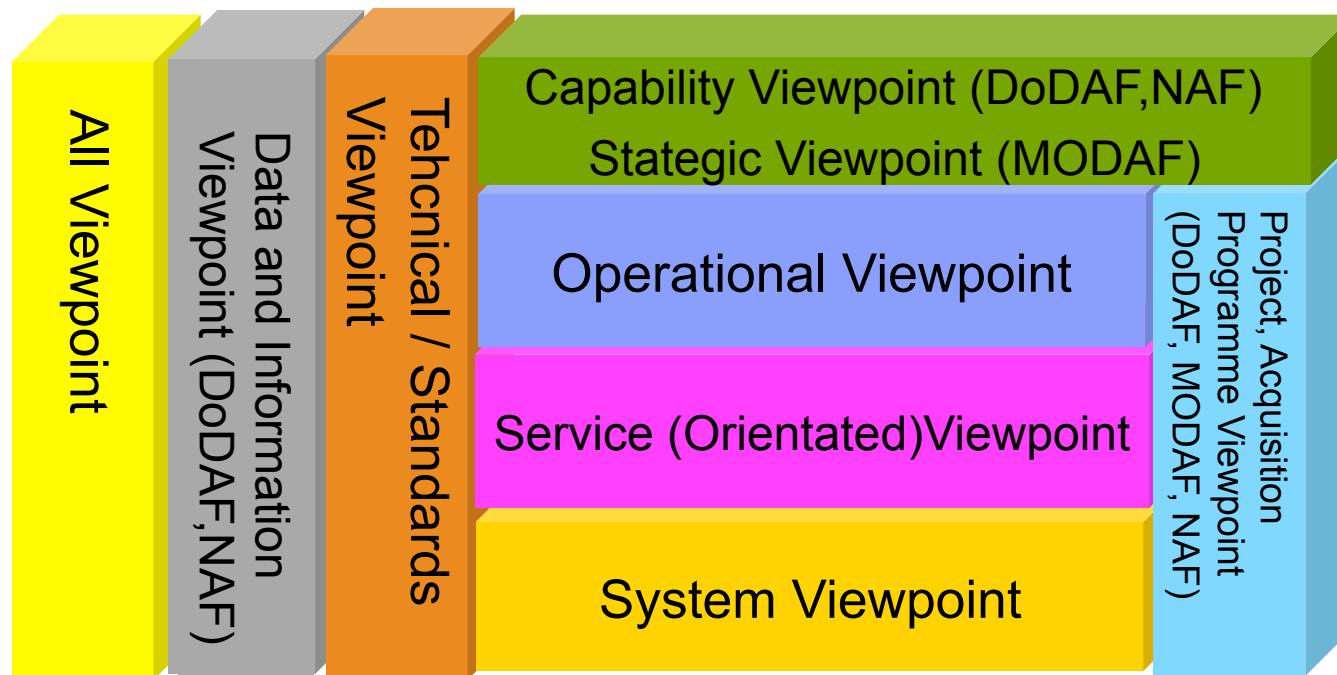 All Viewpoint
Data and Information
Viewpoint (DoDAF,NAF)
Tehcnical / Standards
Viewpoint
Capability Viewpoint (DoDAF,NAF)
Stategic Viewpoint (MODAF)
Operational Viewpoint
Service (Orientated)Viewpoint
System Viewpoint
Project, Acquisition
Programme Viewpoint
(DoDAF, MODAF, NAF)